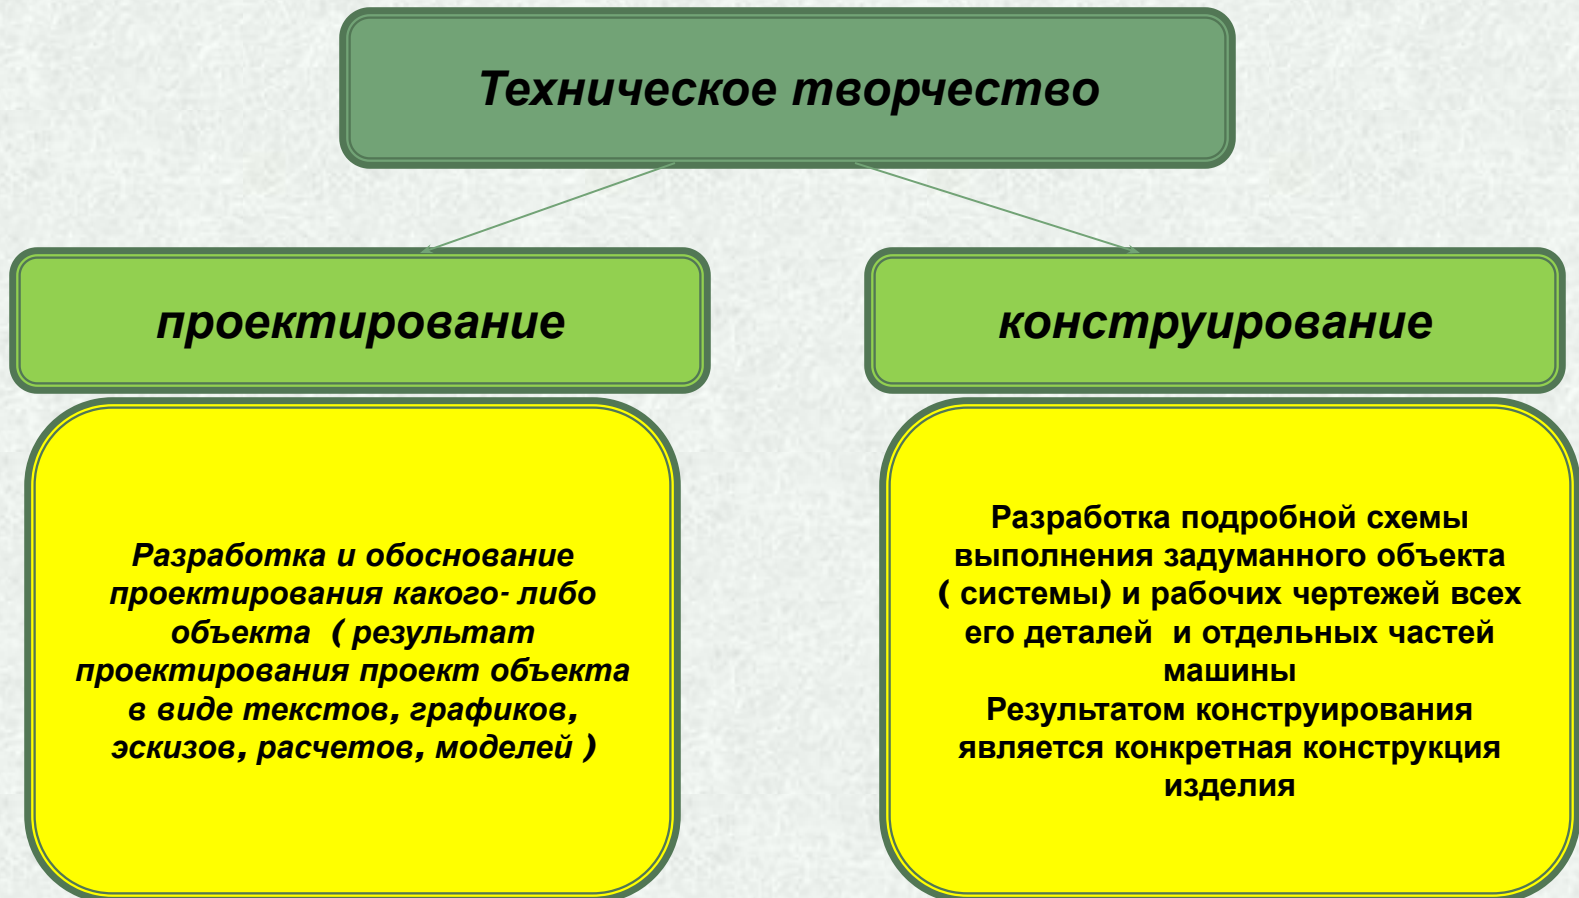 Техническое творчество
проектирование
конструирование
Разработка и обоснование
проектирования какого- либо
объекта ( результат
проектирования проект объекта
в виде текстов, графиков,
эскизов, расчетов, моделей )
Разработка подробной схемы
выполнения задуманного объекта
( системы) и рабочих чертежей всех
его деталей и отдельных частей
машины
Результатом конструирования
является конкретная конструкция
изделия